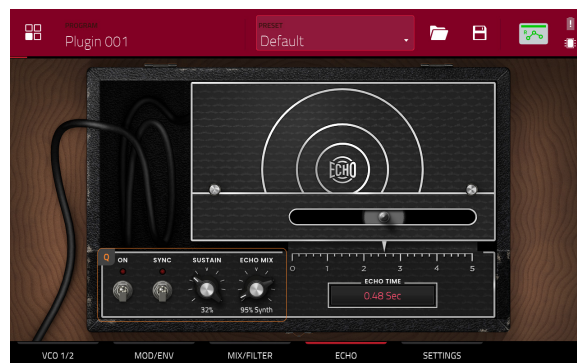 PROGRAM
Plugin 001
PRESET
Default
ECHO
Q
ON
SYNC
SUSTAIN
ECHO MIX
32%
95% Synth
0 1 2 3 4 5
ECHO TIME
0.48 Sec
VCO 1/2
MOD/ENV
MIX/FILTER
ECHO
SETTINGS